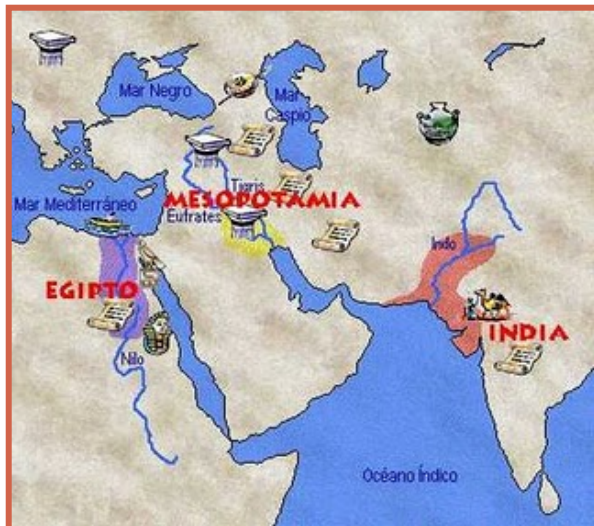 Mar Negro
Mar
Caspio
Tigris
MESOPOTAMIA
Mar Mediterráneo
Eufrates
Indo
EGIPTO
INDIA
Nilo
Océano Índico